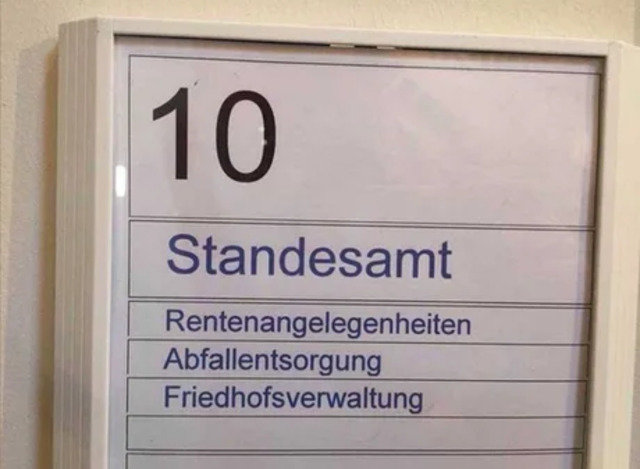 10
Standesamt
Rentenangelegenheiten
Abfallentsorgung
Friedhofsverwaltung